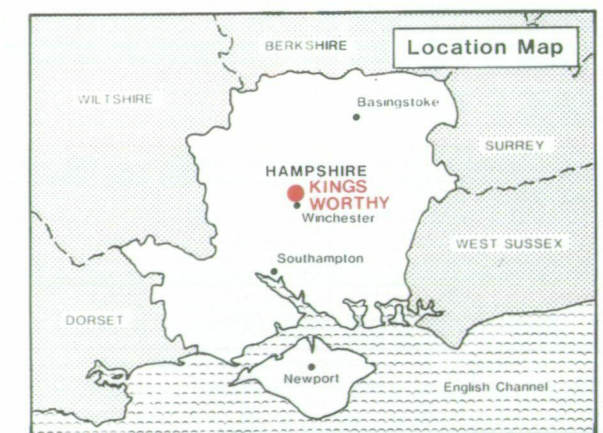 Location Map
BERKSHIRE
WILTSHIRE
Basingstoke
SURREY
HAMPSHIRE
KINGS
WORTHY
Winchester
WEST SUSSEX
Southampton
DORSET
Newport
English Channel